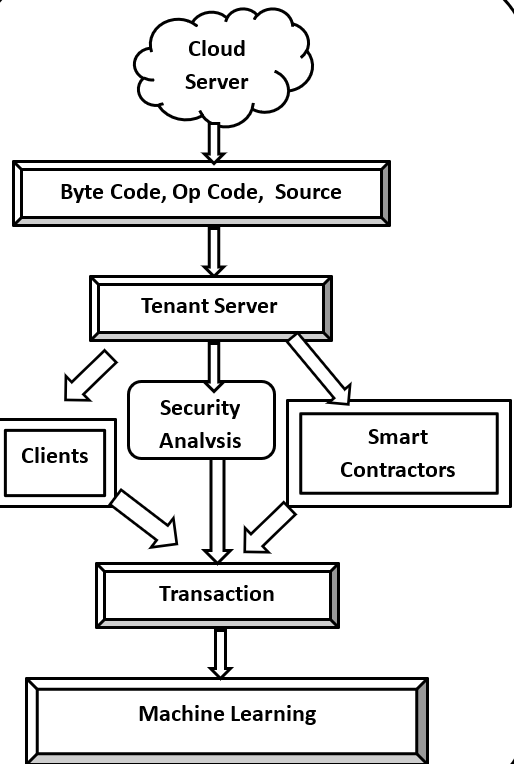 Cloud
Server
Byte Code, Op Code, Source
Tenant Server
Security
Analysis
Clients
Smart
Contractors
Transaction
Machine Learning